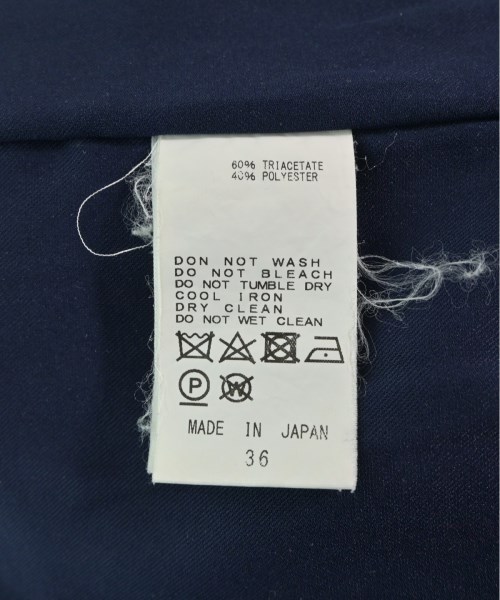 60% TRIACETATE
40% POLYESTER
DON NOT WASH
DO NOT BLEACH
DO NOT TUMBLE DRY
COOL IRON
DRY CLEAN
DO NOT WET CLEAN
P W
MADE IN JAPAN
36